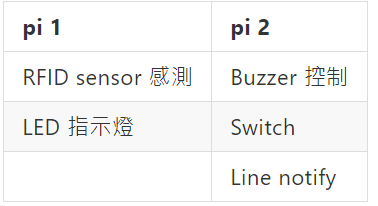 pi 1 pi 2
RFID sensor 感測 Buzzer 控制
LED 指示燈 Switch
Line notify